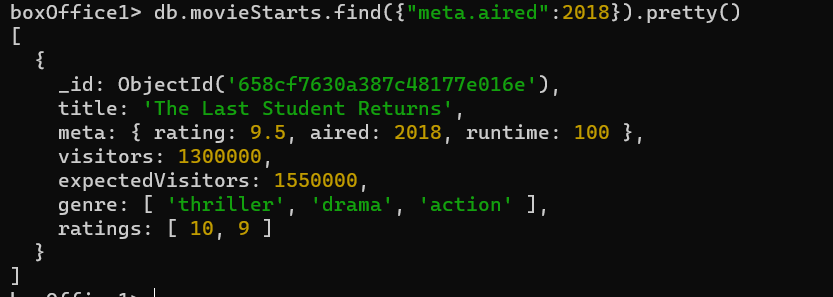 boxOffice1> db.movieStarts.find({"meta.aired":2018}).pretty()
[
  {
    _id: ObjectId('658cf7630a387c48177e016e'),
    title: 'The Last Student Returns',
    meta: { rating: 9.5, aired: 2018, runtime: 100 },
    visitors: 1300000,
    expectedVisitors: 1550000,
    genre: [ 'thriller', 'drama', 'action' ],
    ratings: [ 10, 9 ]
  }
]
boxOffice1>